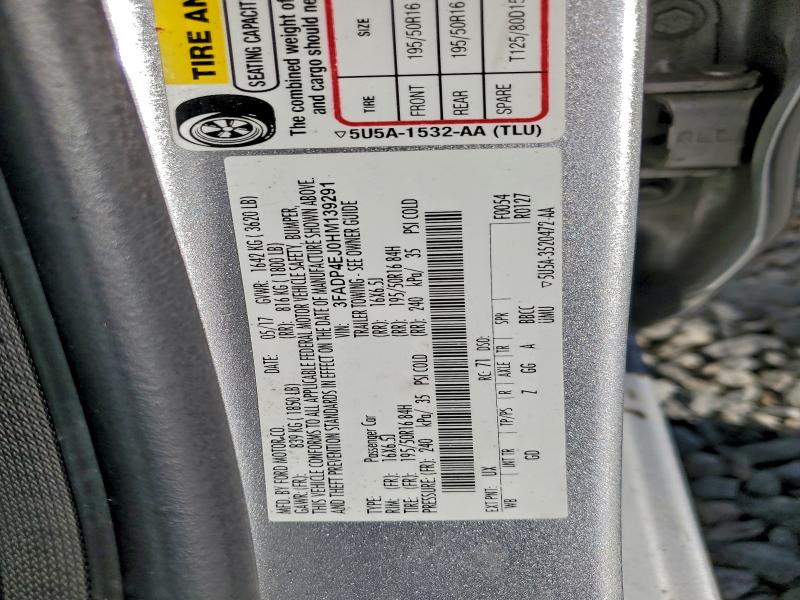 TIRE AN
SEATING CAPACIT
The combined weight of
and cargo should ne
TIRE
FRONT 195/50R16
REAR 195/50R16
SPARE T125/80D15
▽5U5A-1532-AA (TLU)
MFD. BY FORD MOTOR CO.
DATE: 05/17 GVWR: 1642 KG ( 3620 LB)
GAWR: (FR): 839 KG ( 1850 LB) (RR): 816 KG ( 1800 LB)
THIS VEHICLE CONFORMS TO ALL APPLICABLE FEDERAL MOTOR VEHICLE SAFETY, BUMPER,
AND THEFT PREVENTION STANDARDS IN EFFECT ON THE DATE OF MANUFACTURE SHOWN ABOVE.
VIN: 3FADP4EJ0HM139291
TYPE: Passenger Car TRAILER TOWING - SEE OWNER GUIDE
RIM: (FR): 16X6.5J (RR): 16X6.5J
TIRE: (FR): 195/50R16 84H (RR): 195/50R16 84H
PRESSURE (FR): 240 kPa/ 35 PSI COLD (RR): 240 kPa/ 35 PSI COLD
EXT PNT: UX RC: 71 DSO: F0054
WB INT TR TP/PS R AXLE TR SPR R0127
GD Z GG A BBCC
UMU ▽5U5A-3520472-AA